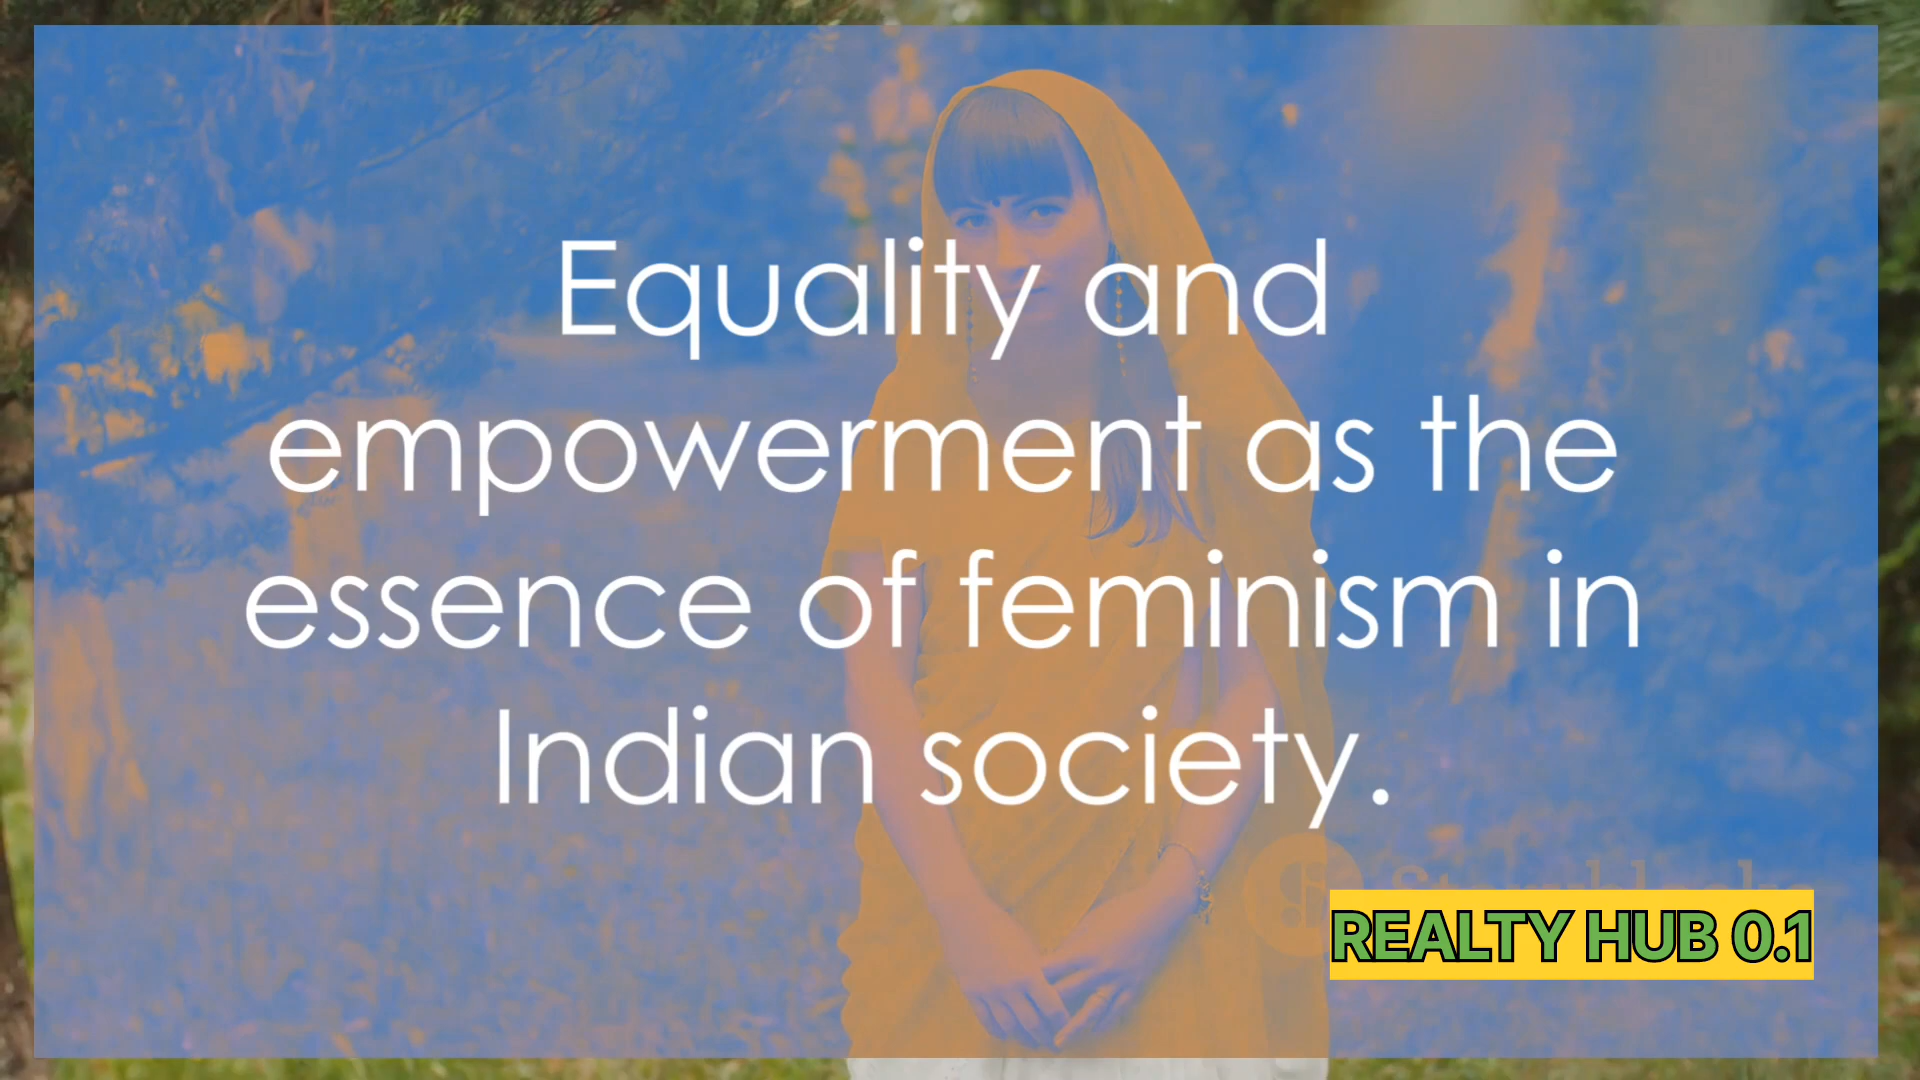 Equality and
empowerment as the
essence of feminism in
Indian society.
REALTY HUB 0.1